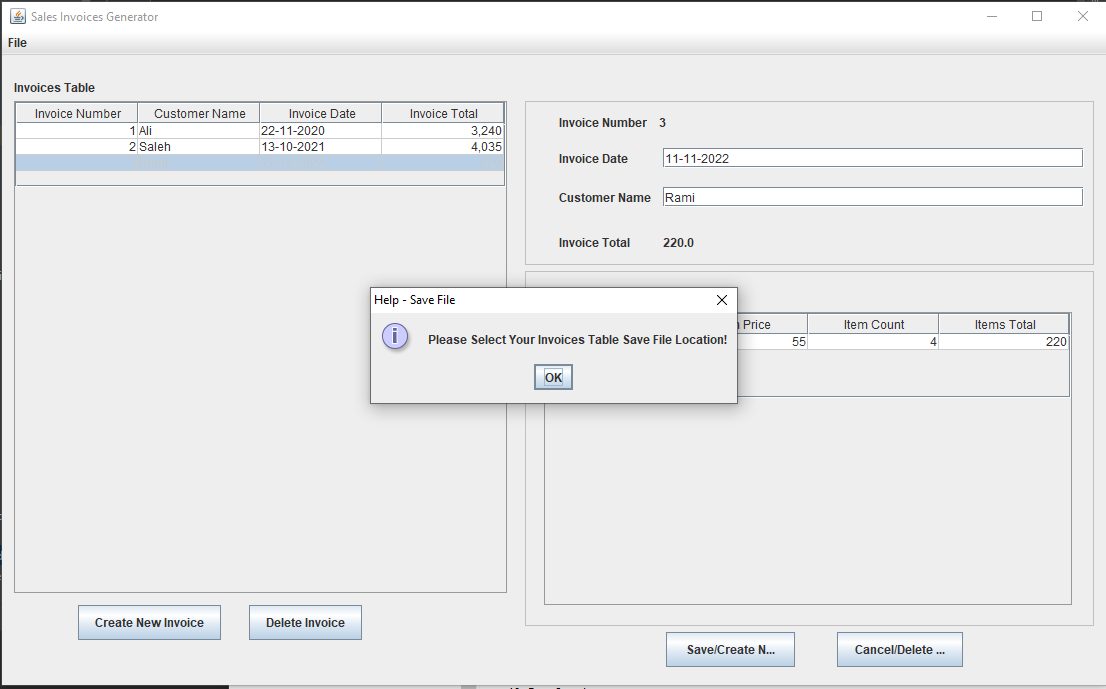 Sales Invoices Generator
File
Invoices Table
Invoice Number Customer Name Invoice Date Invoice Total
1 Ali 22-11-2020 3,240
2 Saleh 13-10-2021 4,035
Invoice Number 3
Invoice Date 11-11-2022
Customer Name Rami
Invoice Total 220.0
Help - Save File
Please Select Your Invoices Table Save File Location!
OK
Price Item Count Items Total
55 4 220
Create New Invoice Delete Invoice
Save/Create N... Cancel/Delete ...